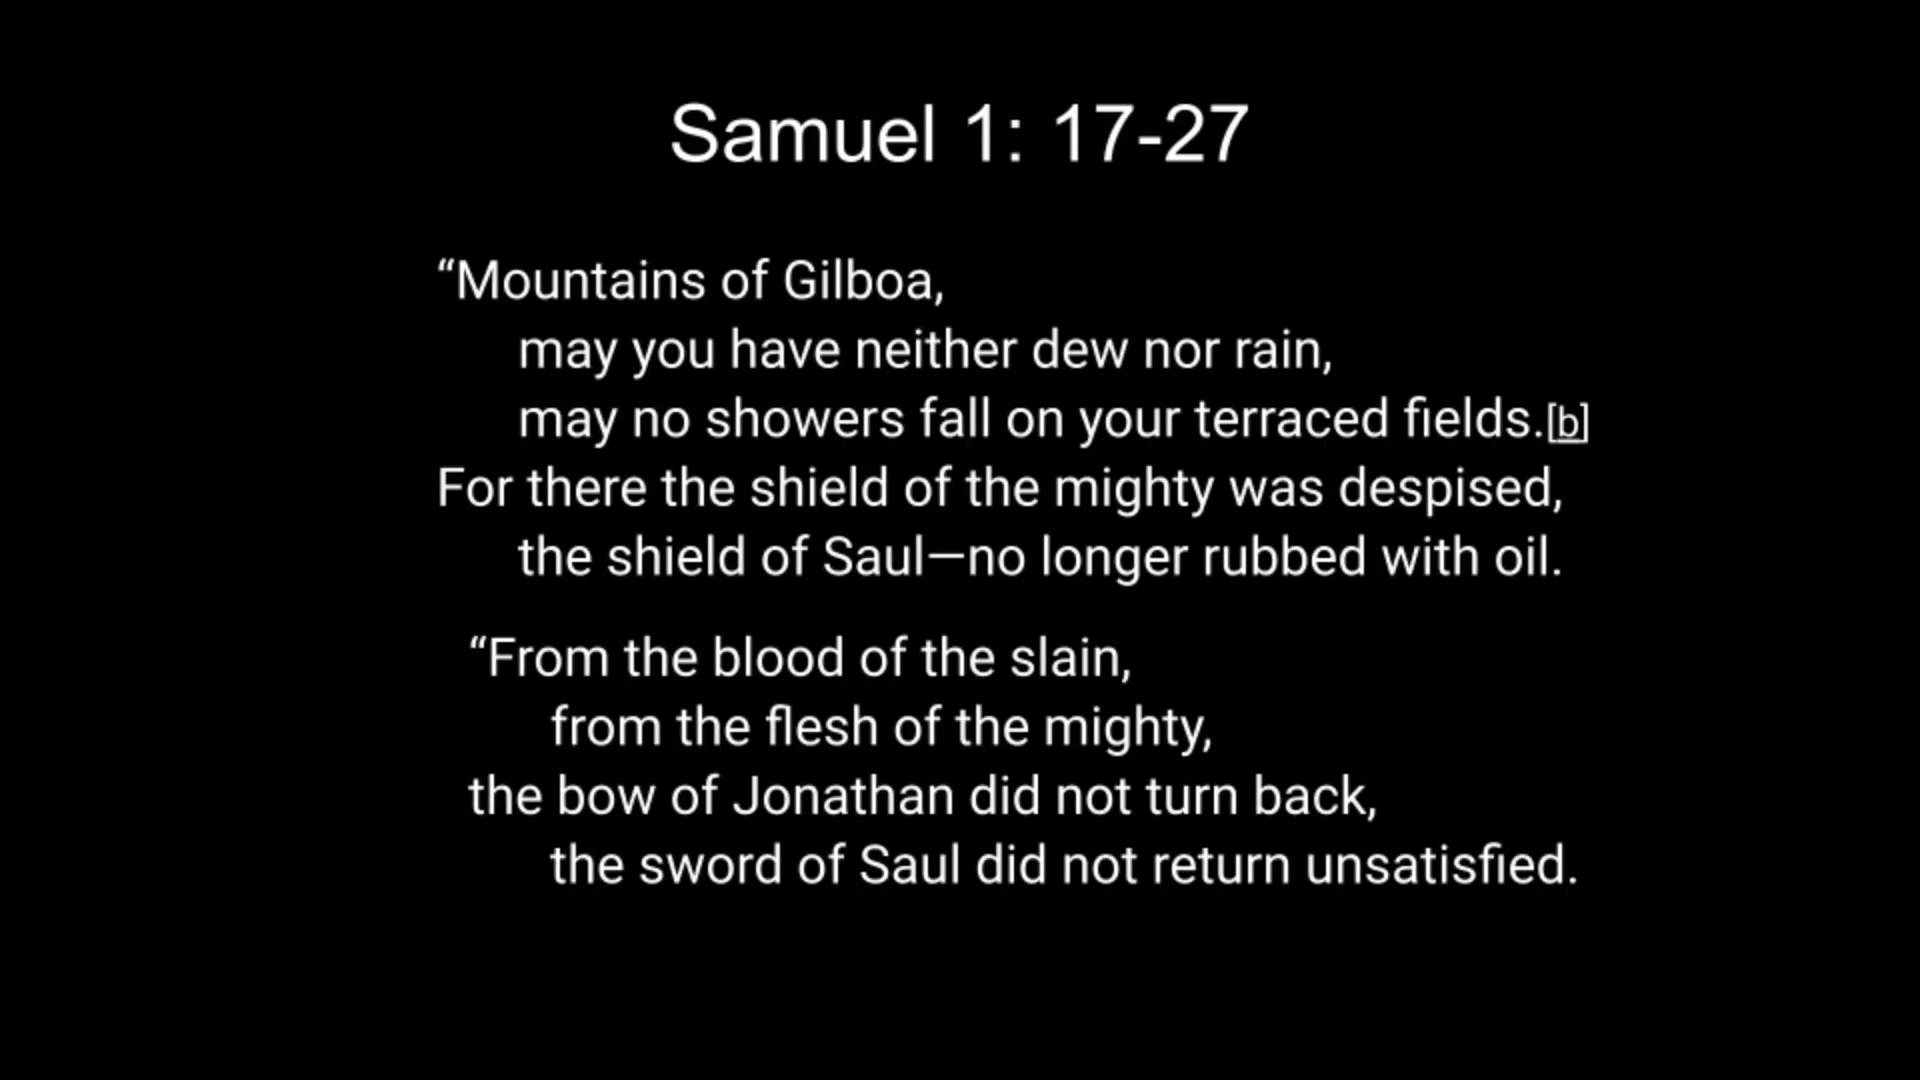 Samuel 1: 17-27
“Mountains of Gilboa,
may you have neither dew nor rain,
may no showers fall on your terraced fields.[b]
For there the shield of the mighty was despised,
the shield of Saul—no longer rubbed with oil.
“From the blood of the slain,
from the flesh of the mighty,
the bow of Jonathan did not turn back,
the sword of Saul did not return unsatisfied.